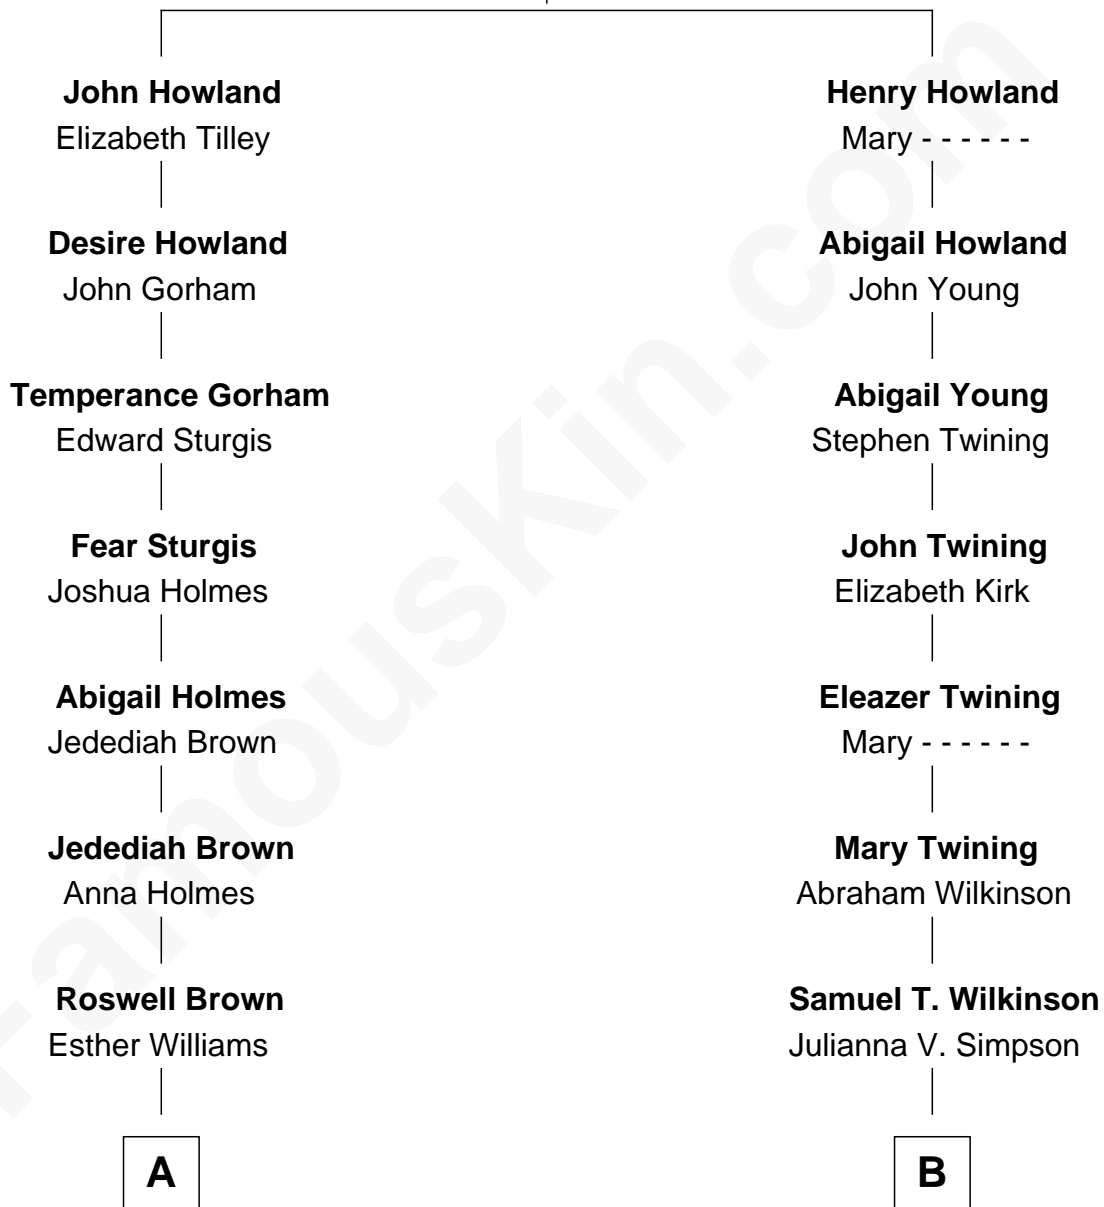 John Howland
Elizabeth Tilley
Henry Howland
Mary - - - - - -
Desire Howland
John Gorham
Abigail Howland
John Young
Temperance Gorham
Edward Sturgis
Abigail Young
Stephen Twining
Fear Sturgis
Joshua Holmes
John Twining
Elizabeth Kirk
Abigail Holmes
Jedediah Brown
Eleazer Twining
Mary - - - - - -
Jedediah Brown
Anna Holmes
Mary Twining
Abraham Wilkinson
Roswell Brown
Esther Williams
Samuel T. Wilkinson
Julianna V. Simpson
A
B
FamousKin.com